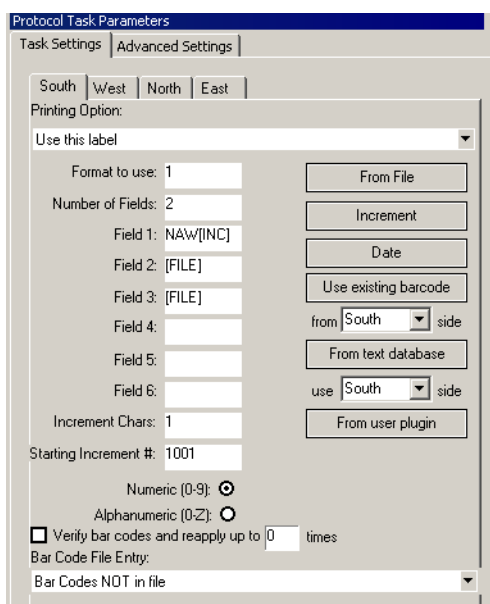 Protocol Task Parameters
Task Settings Advanced Settings
South West North East
Printing Option:
Use this label
Format to use: 1 From File
Number of Fields: 2 Increment
Field 1: NAW[INC] Date
Field 2: [FILE] Use existing barcode
Field 3: [FILE] from South side
Field 4: From text database
Field 5: use South side
Field 6: From user plugin
Increment Chars: 1
Starting Increment #: 1001
Numeric (0-9):
Alphanumeric (0-Z):
Verify bar codes and reapply up to 0 times
Bar Code File Entry:
Bar Codes NOT in file